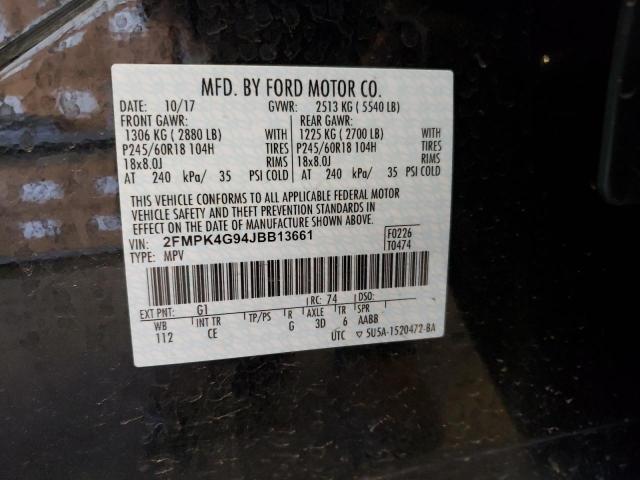 MFD. BY FORD MOTOR CO.
DATE: 10/17 GVWR: 2513 KG ( 5540 LB)
FRONT GAWR: REAR GAWR:
1306 KG ( 2880 LB) WITH 1225 KG ( 2700 LB) WITH
P245/60R18 104H TIRES P245/60R18 104H TIRES
18x8.0J RIMS 18x8.0J RIMS
AT 240 kPa/ 35 PSI COLD AT 240 kPa/ 35 PSI COLD
THIS VEHICLE CONFORMS TO ALL APPLICABLE FEDERAL MOTOR
VEHICLE SAFETY AND THEFT PREVENTION STANDARDS IN
EFFECT ON THE DATE OF MANUFACTURE SHOWN ABOVE.
VIN: 2FMPK4G94JBB13661 F0226
TYPE: MPV T0474
EXT PNT: G1 RC: 74 DSO:
WB INT TR TP/PS R AXLE TR SPR
112 CE G 3D 6 AABB
UTC ▽ 5U5A-1520472-BA